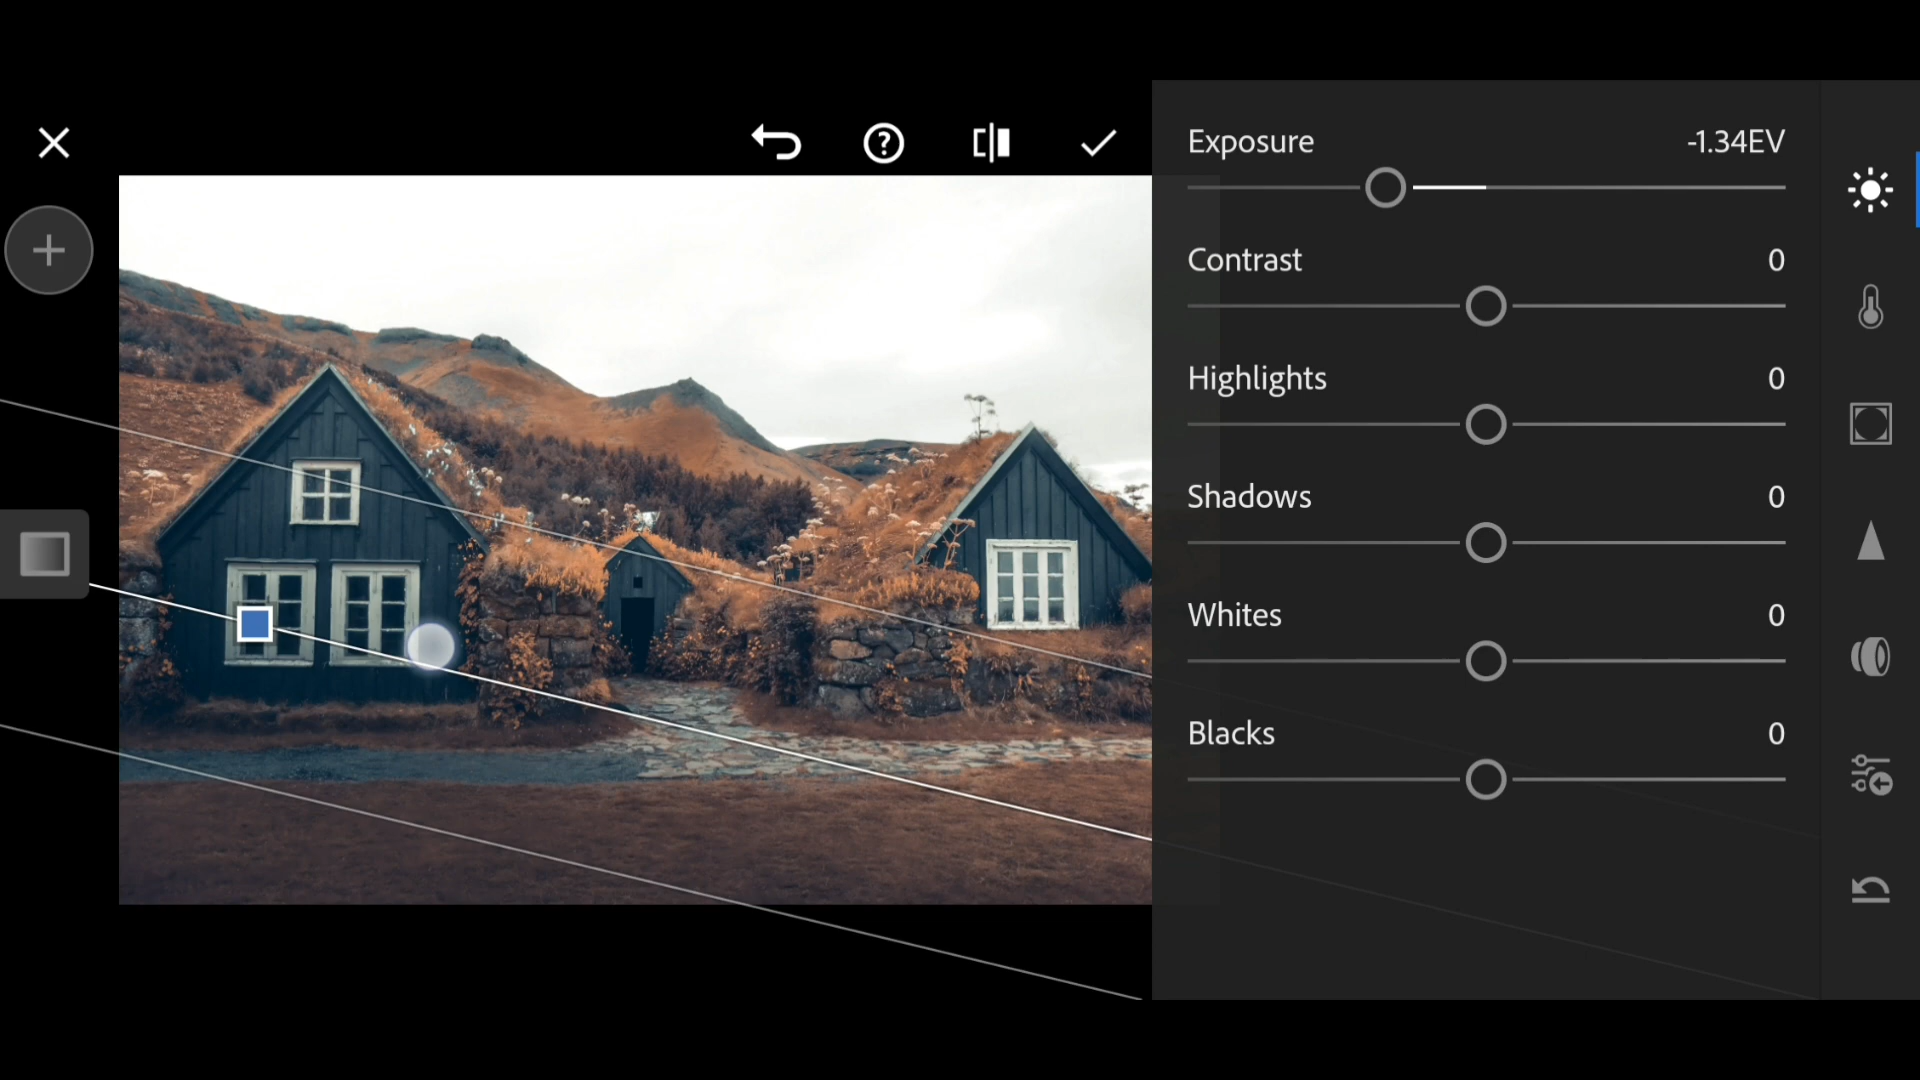 Exposure -1.34EV
Contrast 0
Highlights 0
Shadows 0
Whites 0
Blacks 0